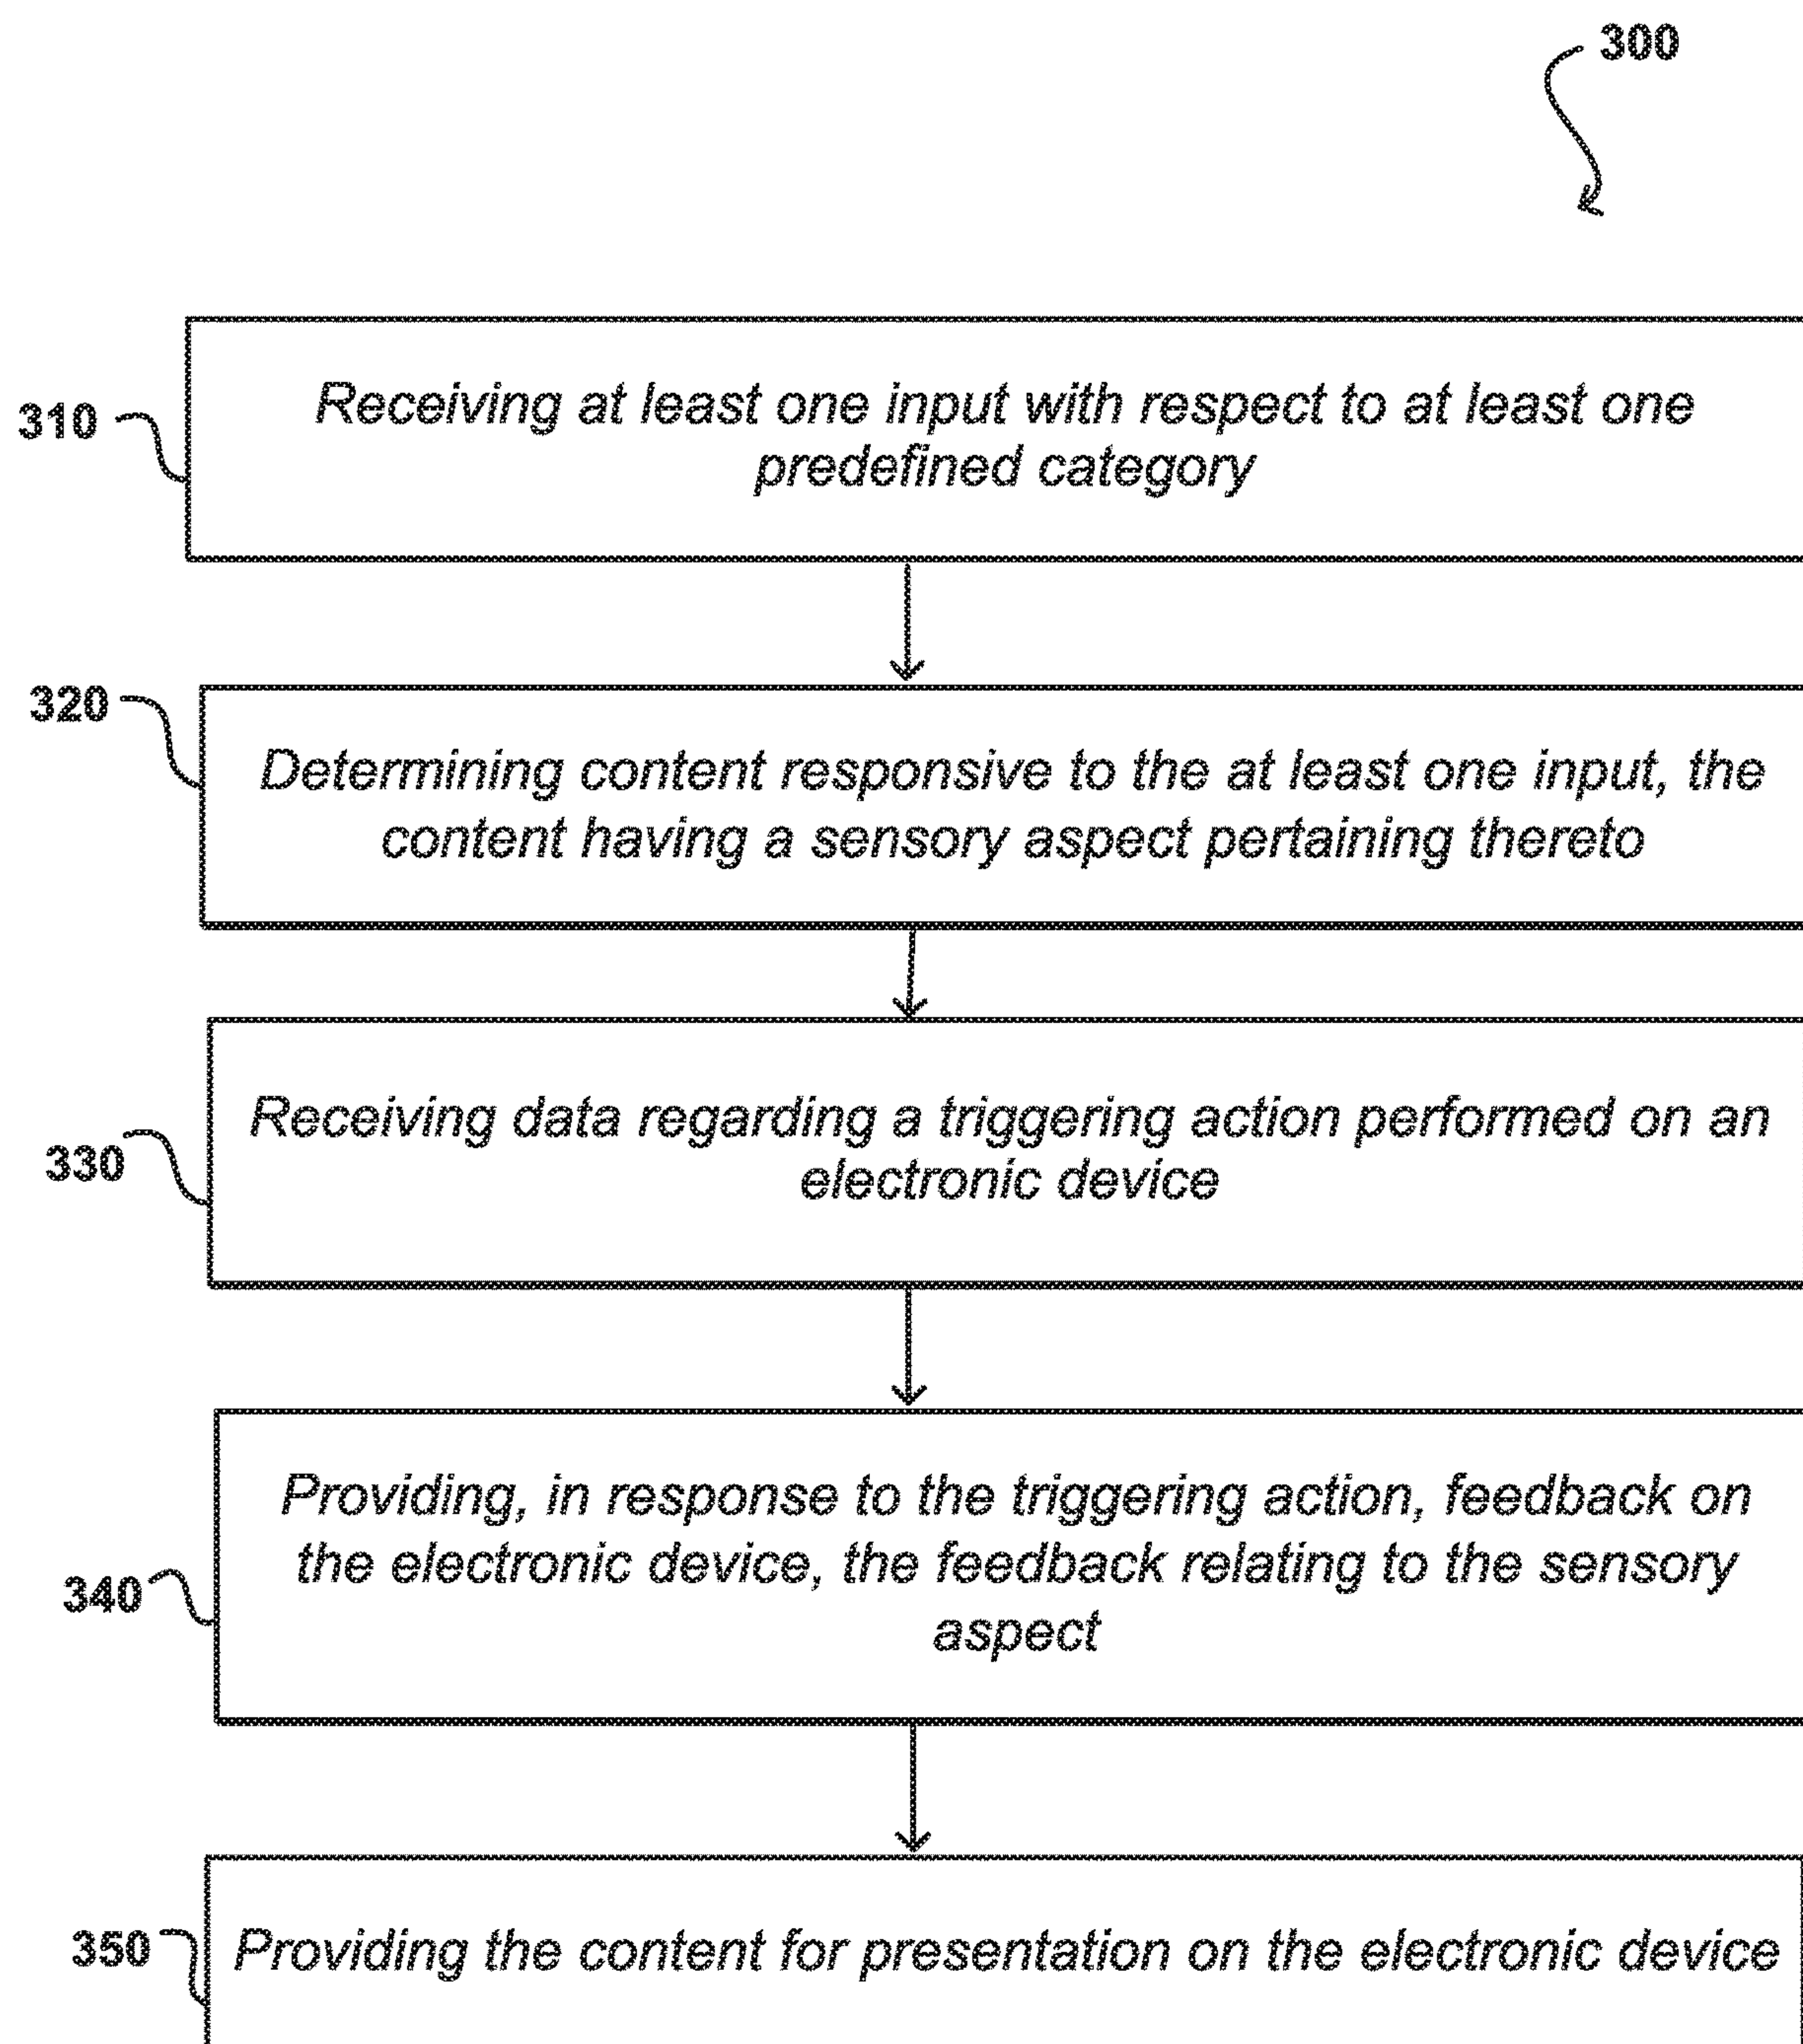 300
310
Receiving at least one input with respect to at least one
predefined category
320
Determining content responsive to the at least one input, the
content having a sensory aspect pertaining thereto
330
Receiving data regarding a triggering action performed on an
electronic device
340
Providing, in response to the triggering action, feedback on
the electronic device, the feedback relating to the sensory
aspect
350
Providing the content for presentation on the electronic device